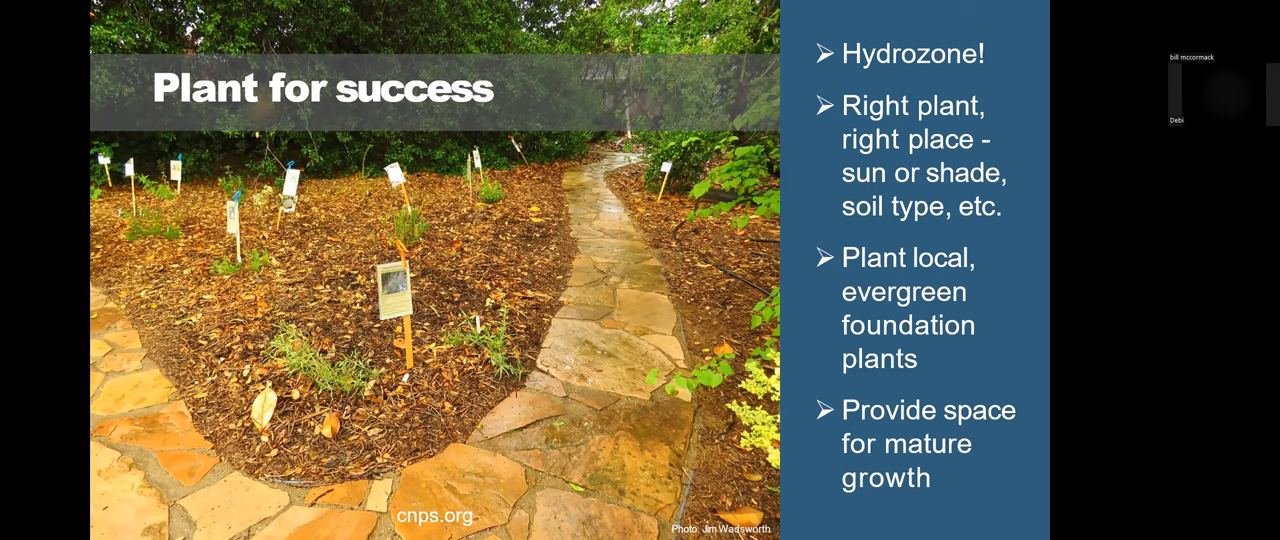 Plant for success
➢ Hydrozone!
➢ Right plant,
right place -
sun or shade,
soil type, etc.
➢ Plant local,
evergreen
foundation
plants
➢ Provide space
for mature
growth
cnps.org
Photo: Jim Wadsworth
bill mccormack
Debi